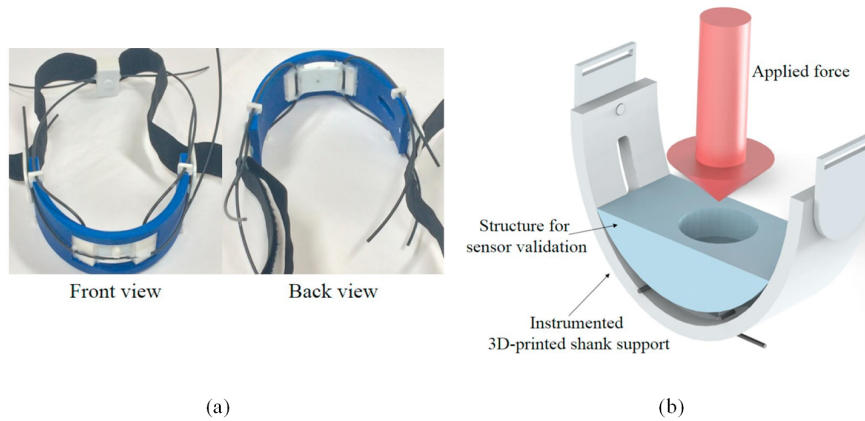 Front view
Back view
(a)
Applied force
Structure for
sensor validation
Instrumented
3D-printed shank support
(b)